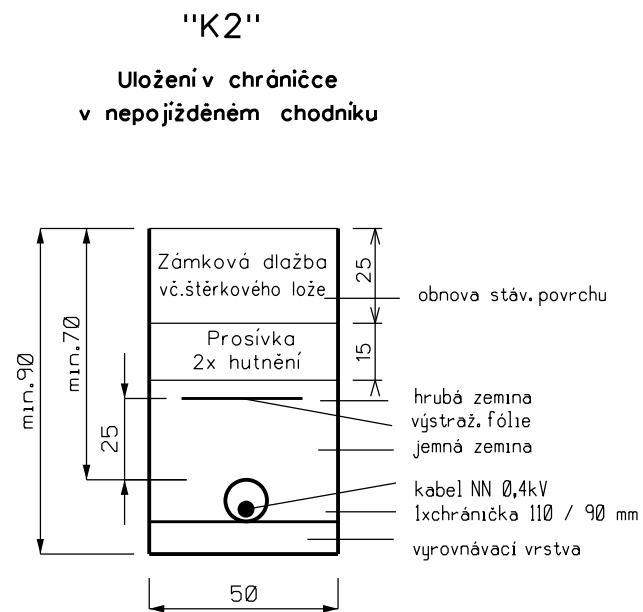 "K2"
Uložení v chráničce
v nepojížděném chodníku
Zámková dlažba
vč.štěrkového lože
Prosívka
2x hutnění
25
15
min.90
min.70
25
obnova stáv.povrchu
hrubá zemina
výstraž.fólie
jemná zemina
kabel NN 0,4kV
1xchránička 110 / 90 mm
vyrovnávací vrstva
50